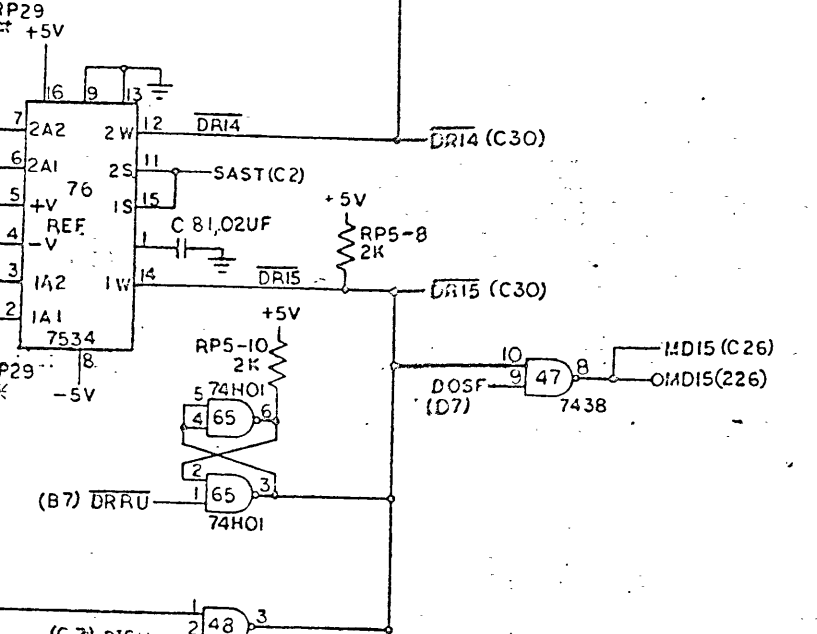 RP29
+5V
16 9 13
7 2A2 2W 12 DR14
DR14 (C30)
6 2A1 2S 11 SAST(C2)
76
5 +V 1S 15
+5V
REF
4 -V 1 C 81,.02UF
RP5-8
2K
3 1A2 1W 14 DR15
DR15 (C30)
2 1A1
+5V
7534
8
RP5-10
2K
10 MD15(C26)
P29
-5V
47 8 OMD15(226)
9 DOSF
(D7)
7438
74H01
5
4 65 6
2
65 3
(B7) DRRU 1
74H01
1
48 3
2